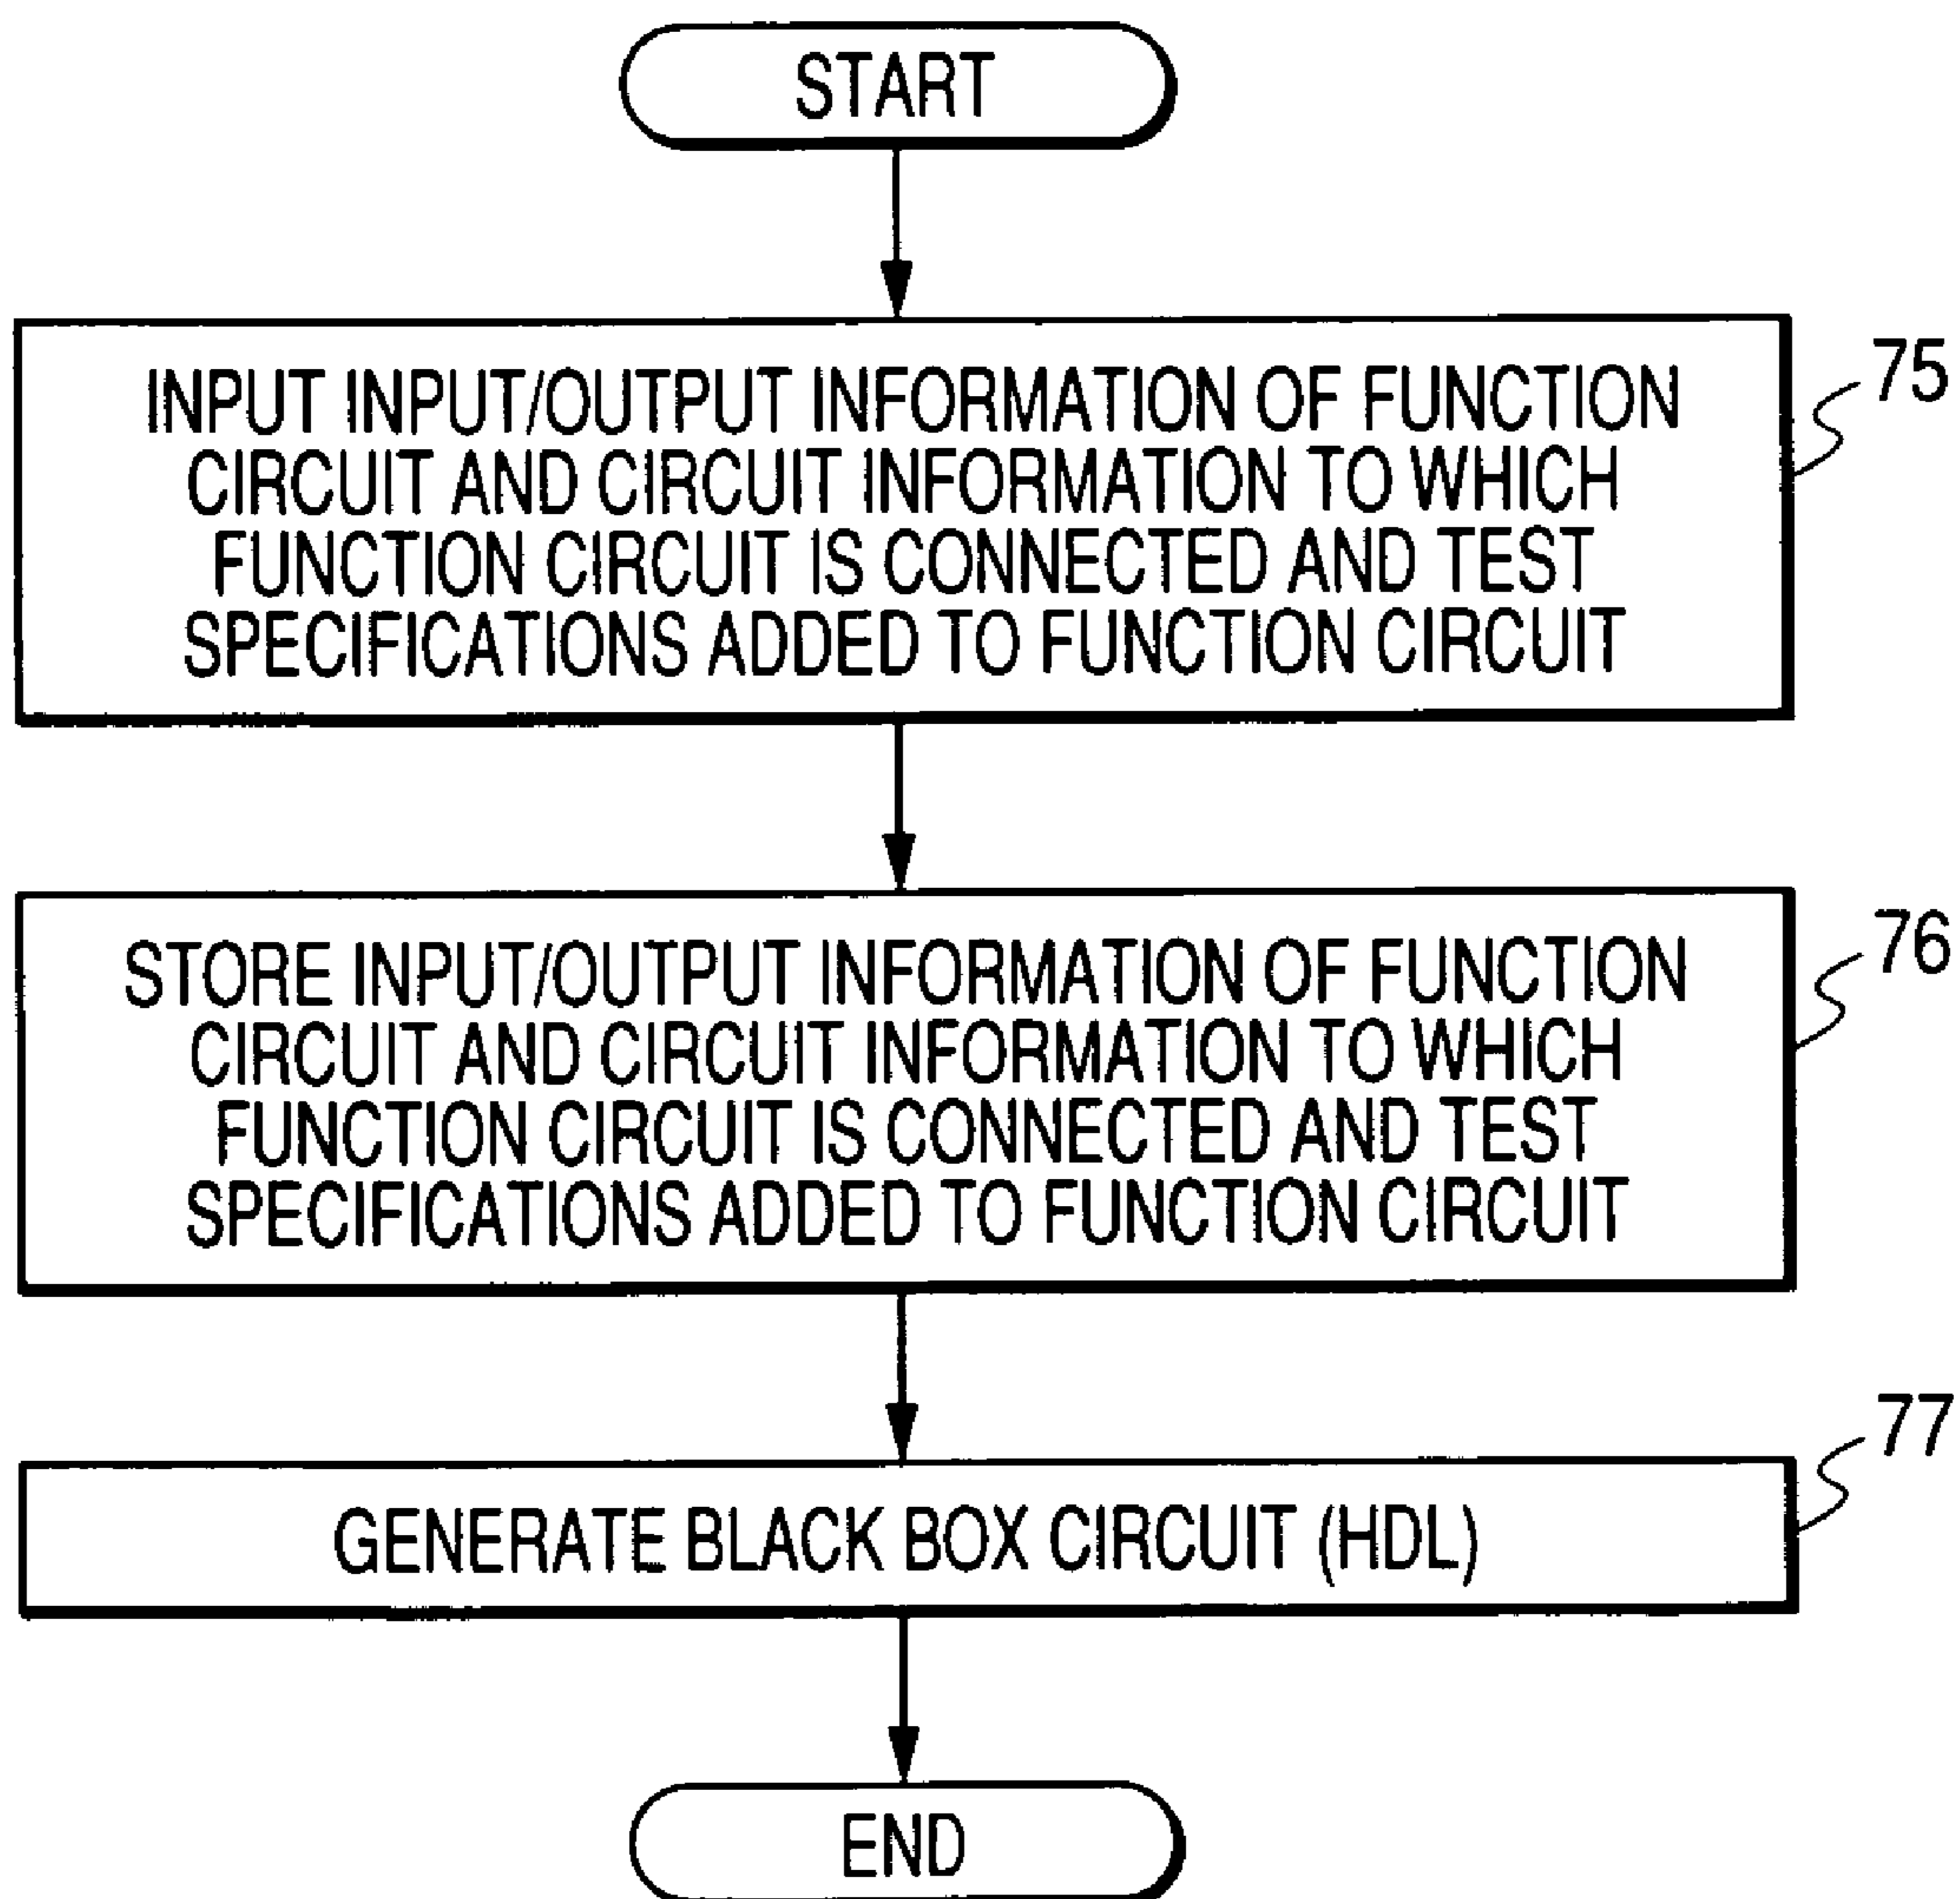 START
INPUT INPUT/OUTPUT INFORMATION OF FUNCTION
CIRCUIT AND CIRCUIT INFORMATION TO WHICH
FUNCTION CIRCUIT IS CONNECTED AND TEST
SPECIFICATIONS ADDED TO FUNCTION CIRCUIT
75
STORE INPUT/OUTPUT INFORMATION OF FUNCTION
CIRCUIT AND CIRCUIT INFORMATION TO WHICH
FUNCTION CIRCUIT IS CONNECTED AND TEST
SPECIFICATIONS ADDED TO FUNCTION CIRCUIT
76
GENERATE BLACK BOX CIRCUIT (HDL)
77
END